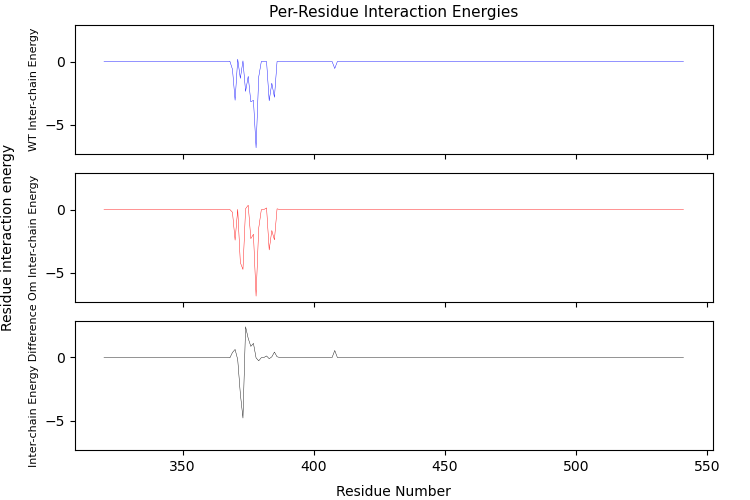 Per-Residue Interaction Energies
Residue interaction energy
WT Inter-chain Energy
0
−5
Om Inter-chain Energy
0
−5
Inter-chain Energy Difference
0
−5
350
400
450
500
550
Residue Number